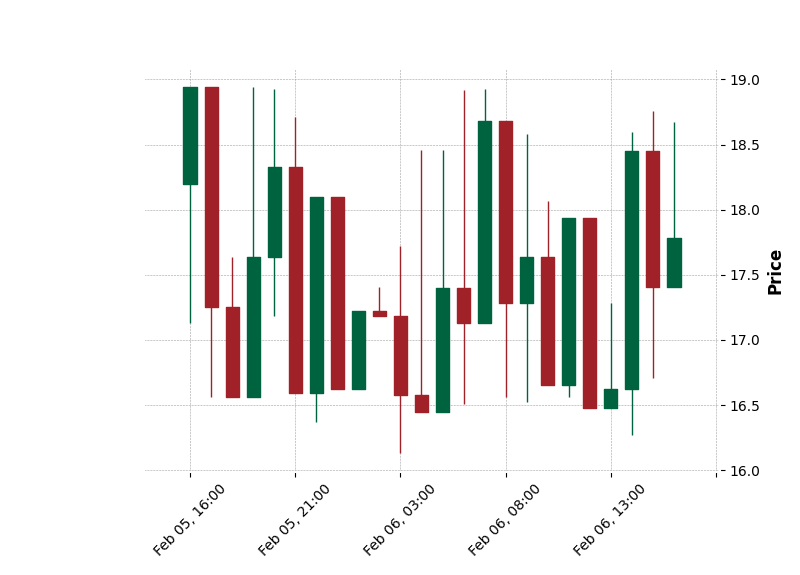 19.0
18.5
18.0
17.5
17.0
16.5
16.0
Price
Feb 05, 16:00
Feb 05, 21:00
Feb 06, 03:00
Feb 06, 08:00
Feb 06, 13:00